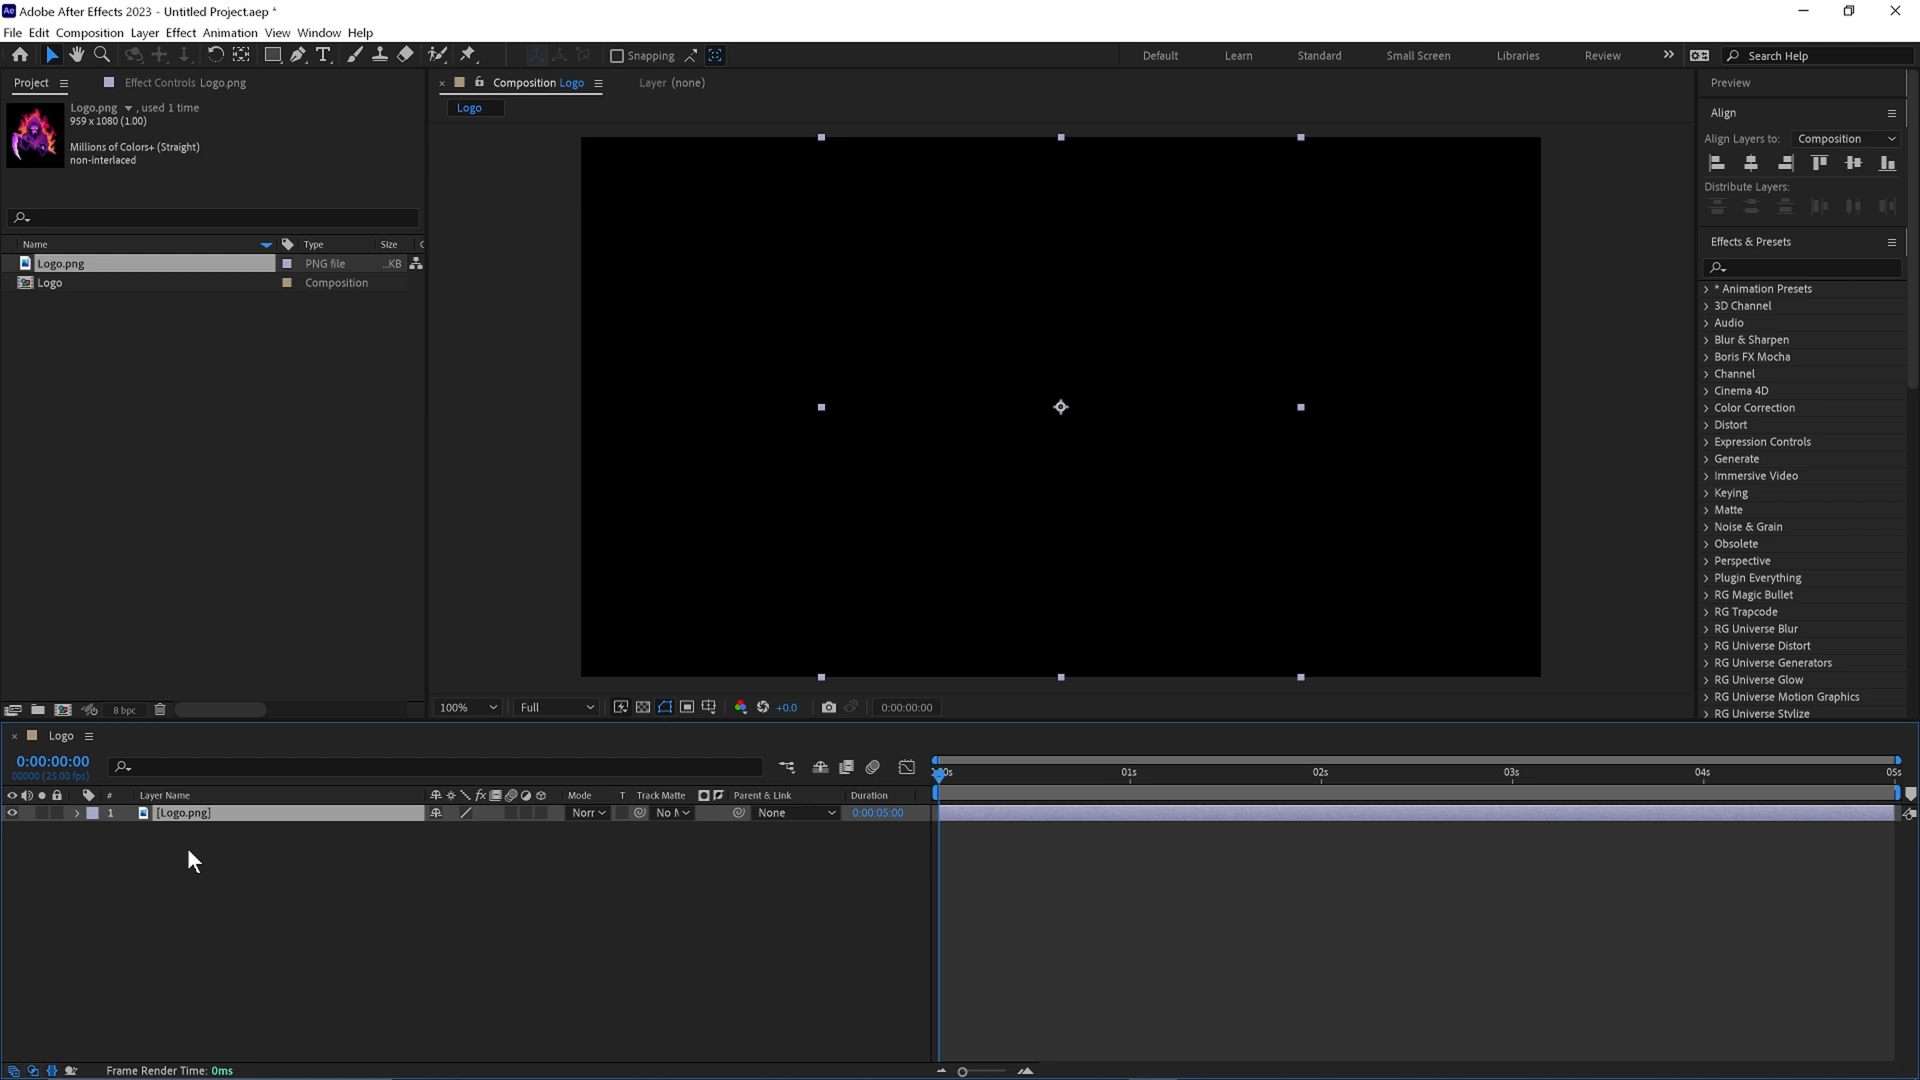 Adobe After Effects 2023 - Untitled Project.aep *
File Edit Composition Layer Effect Animation View Window Help
Snapping
Default Learn Standard Small Screen Libraries Review Search Help
Project Effect Controls Logo.png
Composition Logo Layer (none)
Logo
Logo.png , used 1 time
959 x 1080 (1.00)
Millions of Colors+ (Straight)
non-interlaced
Name Type Size
Logo.png PNG file ...KB
Logo Composition
8 bpc
100% Full +0.0 0:00:00:00
Preview
Align
Align Layers to: Composition
Distribute Layers:
Effects & Presets
* Animation Presets
3D Channel
Audio
Blur & Sharpen
Boris FX Mocha
Channel
Cinema 4D
Color Correction
Distort
Expression Controls
Generate
Immersive Video
Keying
Matte
Noise & Grain
Obsolete
Perspective
Plugin Everything
RG Magic Bullet
RG Trapcode
RG Universe Blur
RG Universe Distort
RG Universe Generators
RG Universe Glow
RG Universe Motion Graphics
RG Universe Stylize
Logo
0:00:00:00
00000 (25.00 fps)
01s 02s 03s 04s 05s
# Layer Name Mode T Track Matte Parent & Link Duration
1 [Logo.png] Norr No None 0:00:05:00
Frame Render Time: 0ms